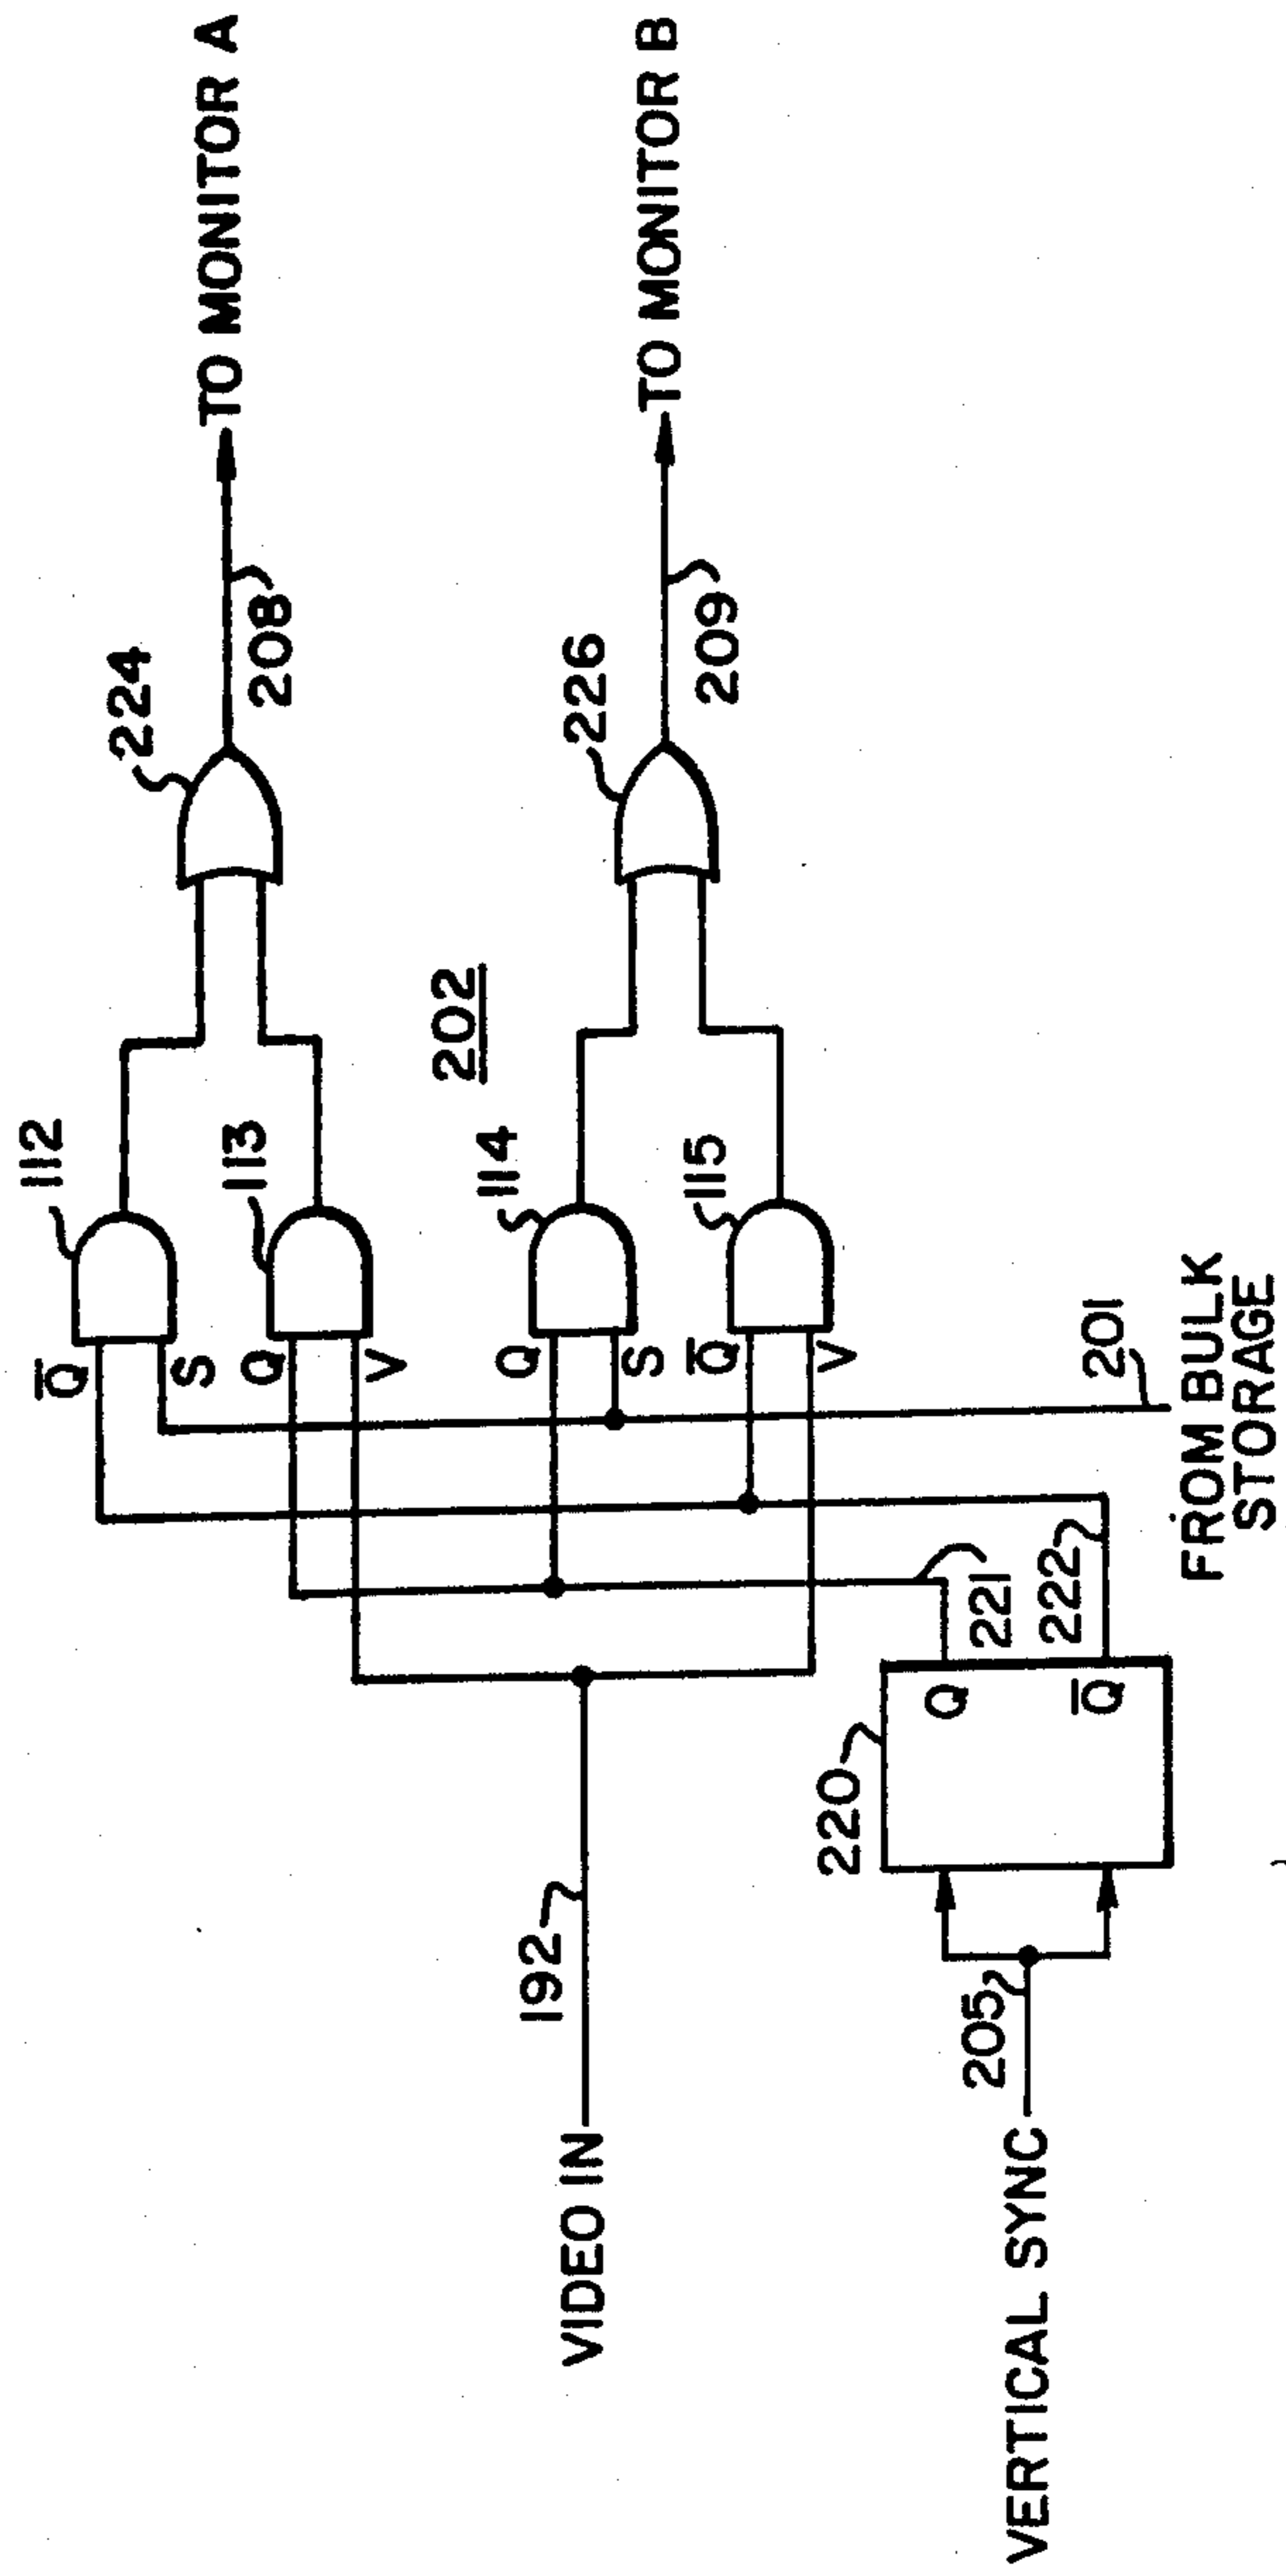 112
Q̅
S
224
TO MONITOR A
208
113
Q
V
202
114
Q
S
226
TO MONITOR B
209
115
Q̅
V
VIDEO IN
192
201
FROM BULK
STORAGE
220
Q
Q̅
221
222
VERTICAL SYNC
205